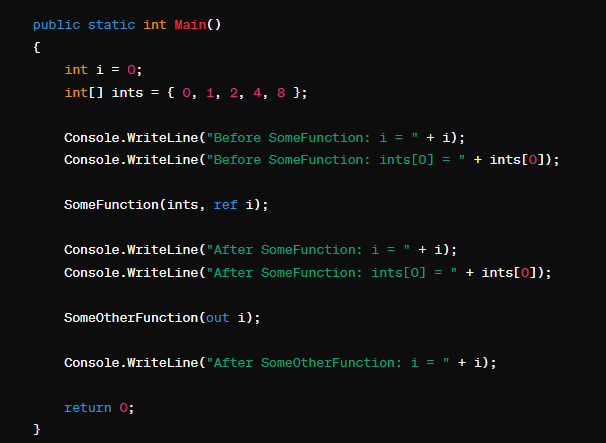 public static int Main()
{
int i = 0;
int[] ints = { 0, 1, 2, 4, 8 };
Console.WriteLine("Before SomeFunction: i = " + i);
Console.WriteLine("Before SomeFunction: ints[0] = " + ints[0]);
SomeFunction(ints, ref i);
Console.WriteLine("After SomeFunction: i = " + i);
Console.WriteLine("After SomeFunction: ints[0] = " + ints[0]);
SomeOtherFunction(out i);
Console.WriteLine("After SomeOtherFunction: i = " + i);
return 0;
}